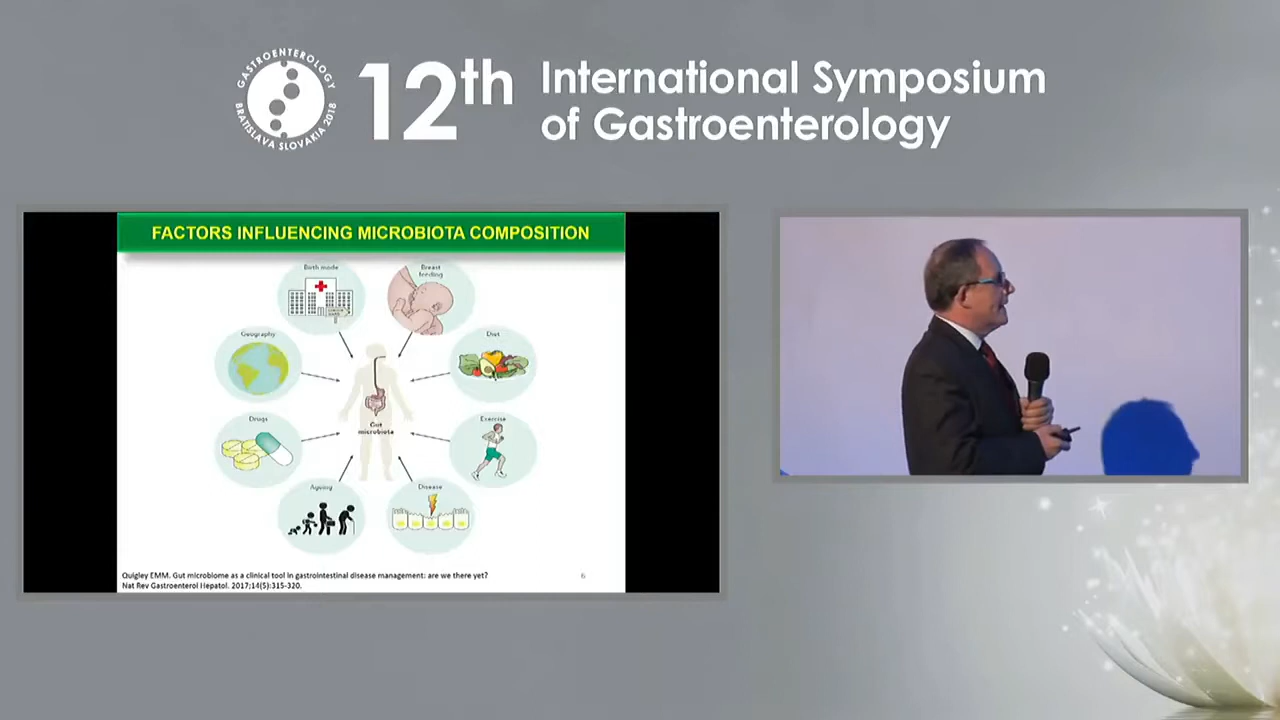 GASTROENTEROLOGY
BRATISLAVA SLOVAKIA 2018
12th
International Symposium
of Gastroenterology
FACTORS INFLUENCING MICROBIOTA COMPOSITION
Birth mode
Breast
feeding
Geography
Diet
Drugs
Gut
microbiota
Exercise
Ageing
Disease
Quigley EMM. Gut microbiome as a clinical tool in gastrointestinal disease management: are we there yet?
Nat Rev Gastroenterol Hepatol. 2017;14(5):315-320.
6